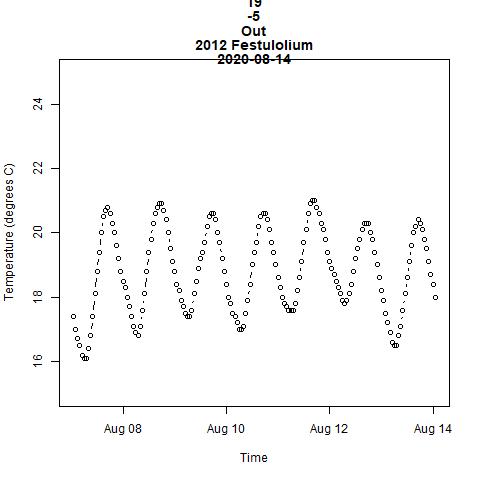 19
-5
Out
2012 Festulolium
2020-08-14
24
22
20
18
16
Temperature (degrees C)
Aug 08
Aug 10
Aug 12
Aug 14
Time